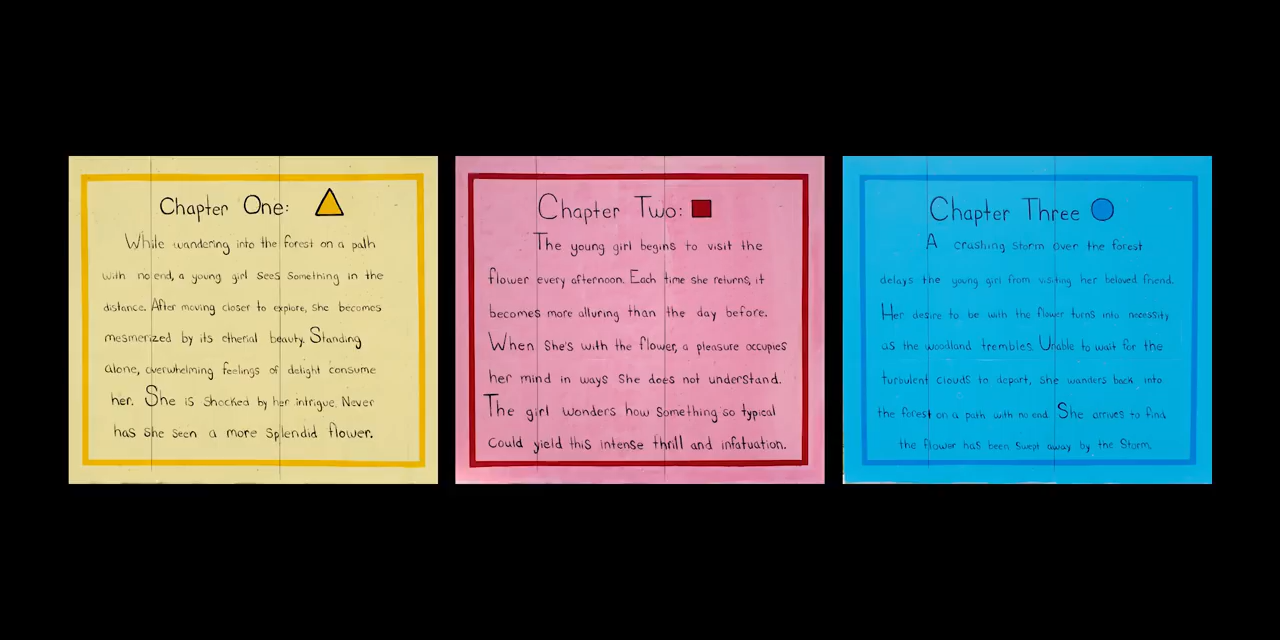 Chapter One:
While wandering into the forest on a path
with no end, a young girl sees something in the
distance. After moving closer to explore, she becomes
mesmerized by its etherial beauty. Standing
alone, overwhelming feelings of delight consume
her. She is shocked by her intrigue. Never
has she seen a more splendid flower.
Chapter Two:
The young girl begins to visit the
flower every afternoon. Each time she returns, it
becomes more alluring than the day before.
When she's with the flower, a pleasure occupies
her mind in ways she does not understand.
The girl wonders how something so typical
could yield this intense thrill and infatuation.
Chapter Three
A crashing storm over the forest
delays the young girl from visiting her beloved friend.
Her desire to be with the flower turns into necessity
as the woodland trembles. Unable to wait for the
turbulent clouds to depart, she wanders back into
the forest on a path with no end. She arrives to find
the flower has been swept away by the storm.